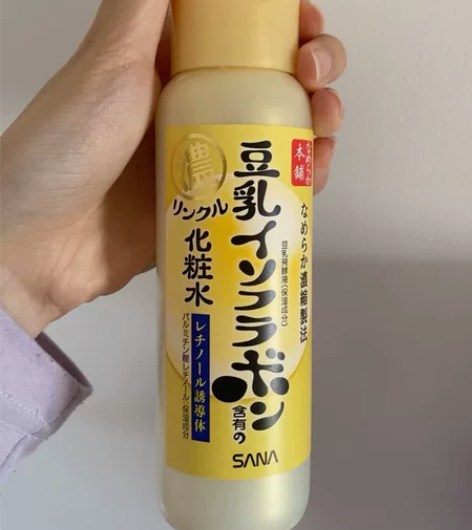 なめらか
本舗
なめらか濃縮製法
豆乳イソフラボン
含有の
豆乳発酵液(保湿成分)
濃
リンクル
化粧水
レチノール誘導体
パルミチン酸レチノール:保湿成分
SANA